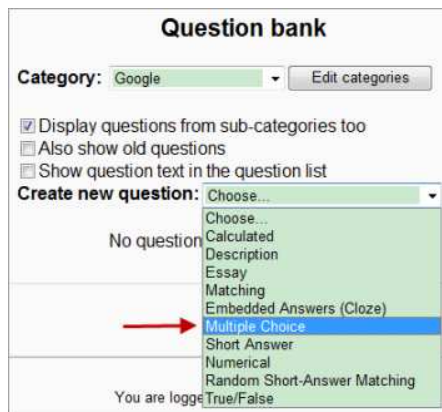 Question bank
Category: Google Edit categories
Display questions from sub-categories too
Also show old questions
Show question text in the question list
Create new question: Choose...
Choose...
Calculated
No question
Description
Essay
Matching
Embedded Answers (Cloze)
Multiple Choice
Short Answer
Numerical
Random Short-Answer Matching
You are logge
True/False